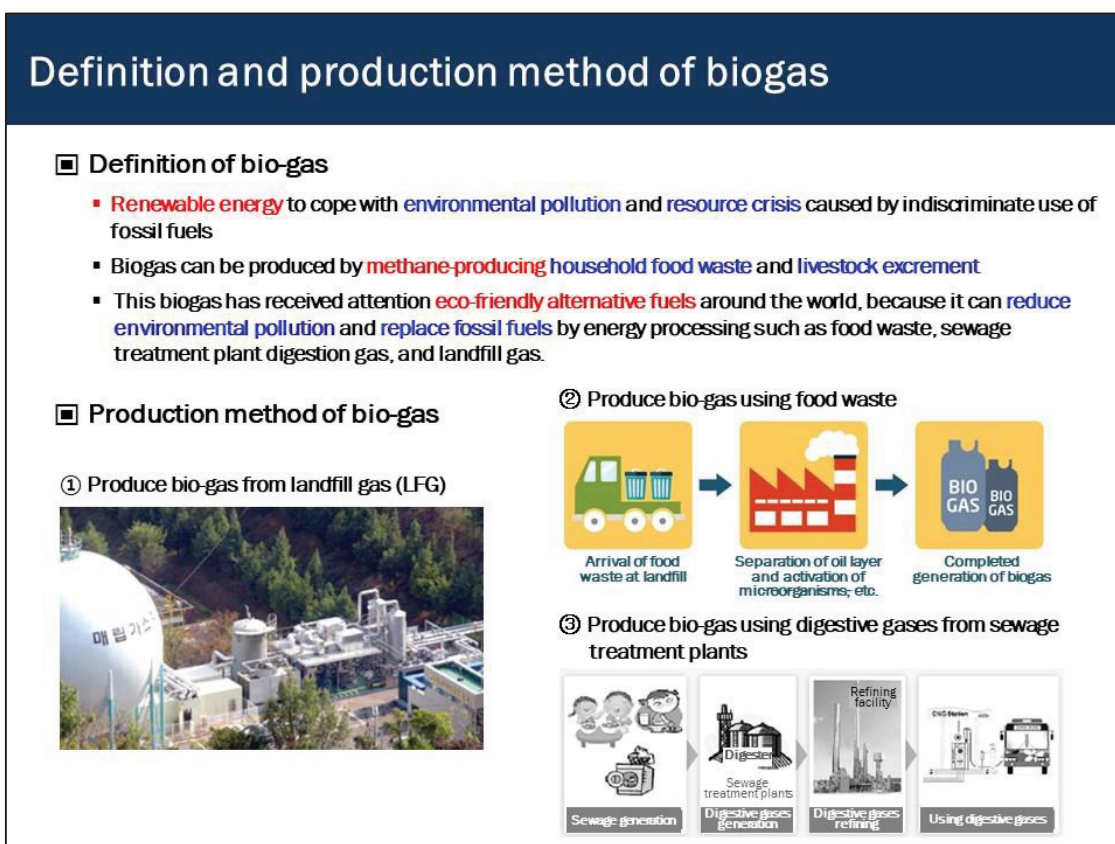 Definition and production method of biogas
▣ Definition of bio-gas
▪ Renewable energy to cope with environmental pollution and resource crisis caused by indiscriminate use of
fossil fuels
▪ Biogas can be produced by methane-producing household food waste and livestock excrement
▪ This biogas has received attention eco-friendly alternative fuels around the world, because it can reduce
environmental pollution and replace fossil fuels by energy processing such as food waste, sewage
treatment plant digestion gas, and landfill gas.
▣ Production method of bio-gas
① Produce bio-gas from landfill gas (LFG)
매립가스
② Produce bio-gas using food waste
BIO
GAS
BIO
GAS
Arrival of food
waste at landfill
Separation of oil layer
and activation of
microorganisms, etc.
Completed
generation of biogas
③ Produce bio-gas using digestive gases from sewage
treatment plants
Sewage generation
Digester
Sewage
treatment plants
Digestive gases
generation
Refining
facility
Digestive gases
refining
CNG Station
Using digestive gases